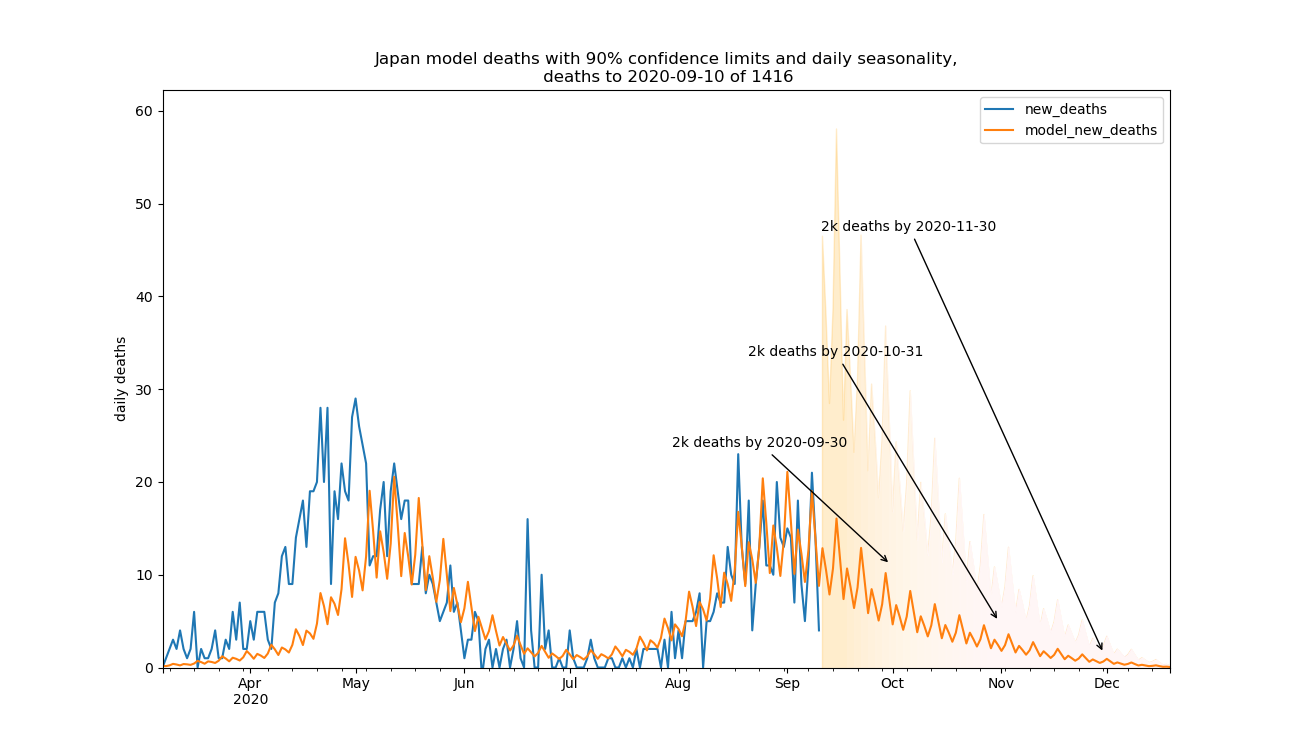 Japan model deaths with 90% confidence limits and daily seasonality,
deaths to 2020-09-10 of 1416
new_deaths
model_new_deaths
daily deaths
60
50
40
30
20
10
0
2k deaths by 2020-11-30
2k deaths by 2020-10-31
2k deaths by 2020-09-30
Apr
2020
May
Jun
Jul
Aug
Sep
Oct
Nov
Dec